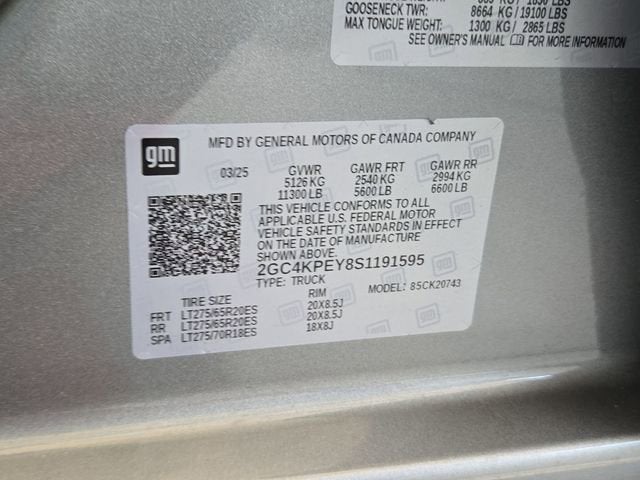 1850 LBS
GOOSENECK TWR: 8664 KG / 19100 LBS
MAX TONGUE WEIGHT: 1300 KG / 2865 LBS
SEE OWNER'S MANUAL FOR MORE INFORMATION
gm
MFD BY GENERAL MOTORS OF CANADA COMPANY
03/25 GVWR GAWR FRT GAWR RR
5126 KG 2540 KG 2994 KG
11300 LB 5600 LB 6600 LB
THIS VEHICLE CONFORMS TO ALL
APPLICABLE U.S. FEDERAL MOTOR
VEHICLE SAFETY STANDARDS IN EFFECT
ON THE DATE OF MANUFACTURE
SHOWN ABOVE.
2GC4KPEY8S1191595
TYPE: TRUCK MODEL: 85CK20743
TIRE SIZE RIM
FRT LT275/65R20ES 20X8.5J
RR LT275/65R20ES 20X8.5J
SPA LT275/70R18ES 18X8J